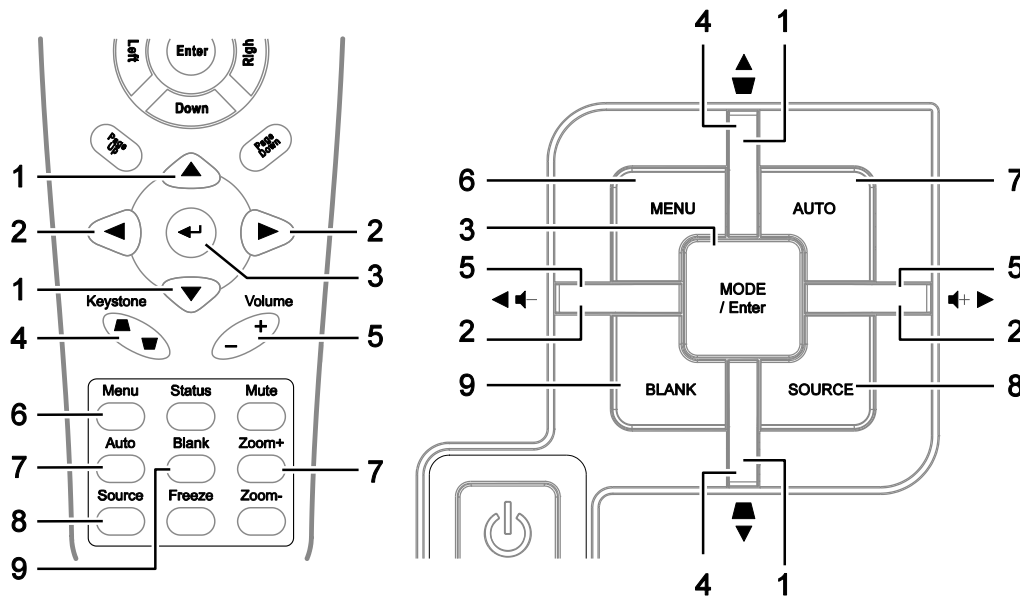 4 1
Left
Enter
Right
Down
Page
Up
Page
Down
1
2 2
3
1
Keystone Volume
4 + 5
−
Menu Status Mute
6
Auto Blank Zoom+
7 7
Source Freeze Zoom-
8
9
6 7
MENU AUTO
3
5 MODE 5
/ Enter
− +
2 2
9 BLANK SOURCE 8
4 1